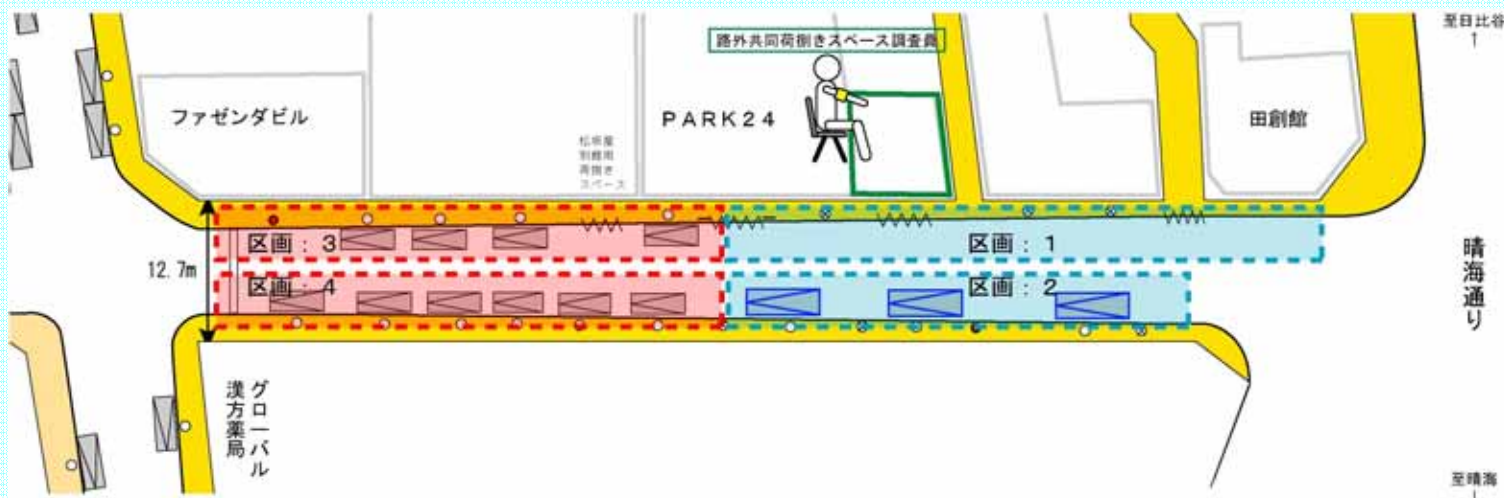 至日比谷
↑
路外共同荷捌きスペース調査員
ファゼンダビル
PARK24
田創館
松坂屋
別館用
荷捌き
スペース
区画：3
区画：1
12.7m
区画：4
区画：2
晴海通り
グローバル
漢方薬局
至晴海